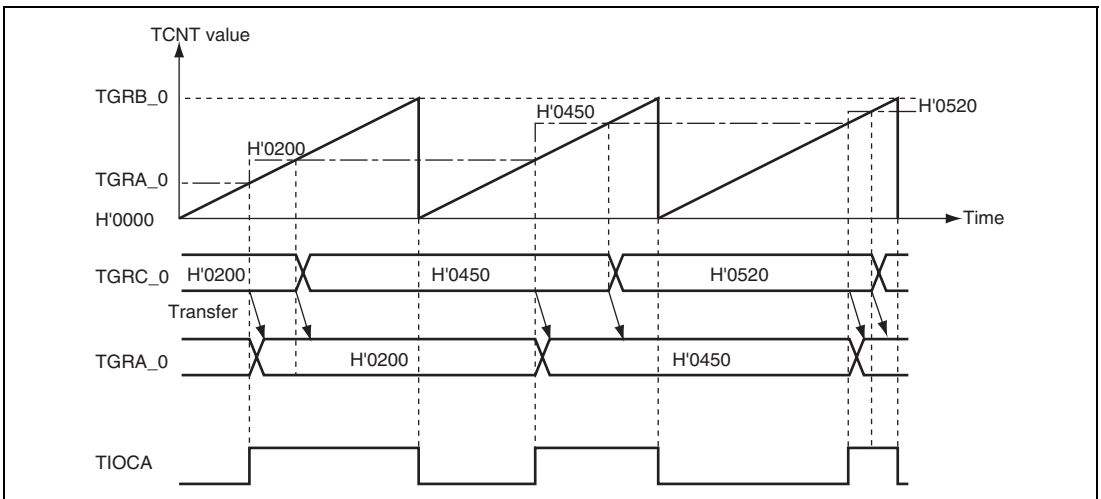 TCNT value
TGRB_0
H'0450
H'0520
H'0200
TGRA_0
H'0000
Time
TGRC_0
H'0200
H'0450
H'0520
Transfer
TGRA_0
H'0200
H'0450
TIOCA